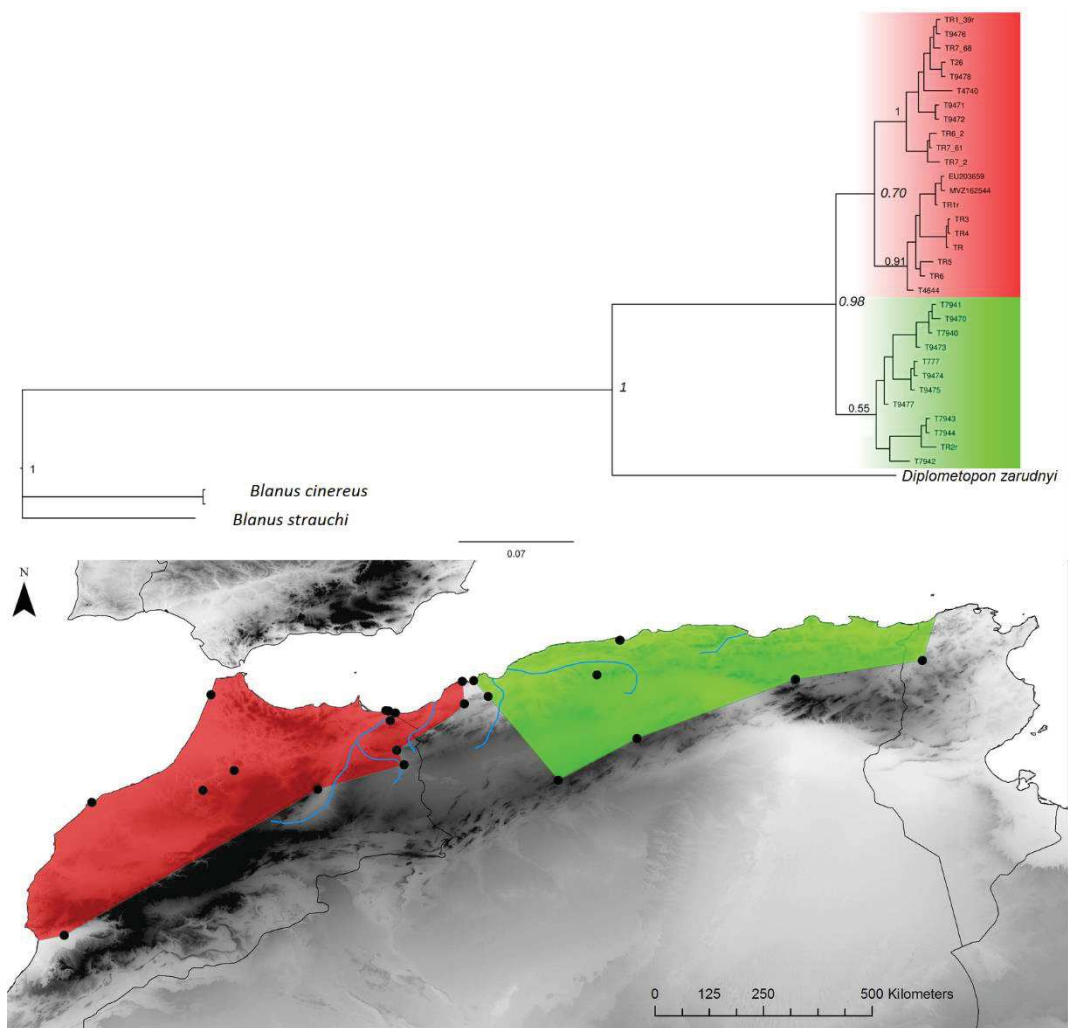 TR1_39r
T9476
TR7_68
T26
T9478
T4740
1
T9471
T9472
TR6_2
TR7_61
TR7_2
EU203659
0.70
MVZ162544
TR1r
TR3
TR4
TR
0.91
TR5
TR6
T4644
0.98
T7941
T9470
T7940
T9473
T777
T9474
1
T9475
T9477
0.55
T7943
T7944
TR2r
T7942
1
Diplometopon zarudnyi
Blanus cinereus
Blanus strauchi
0.07
N
0 125 250 500 Kilometers